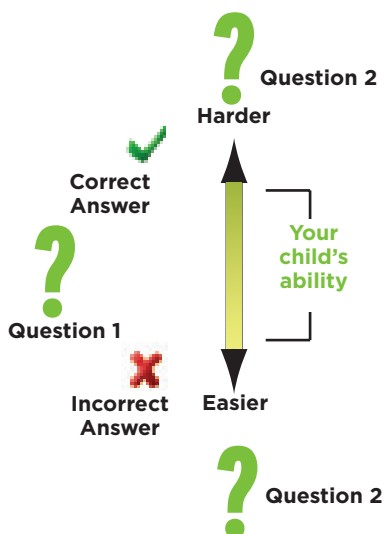 Question 2
Harder
Correct
Answer
Your
child's
ability
Question 1
Incorrect
Answer
Easier
Question 2